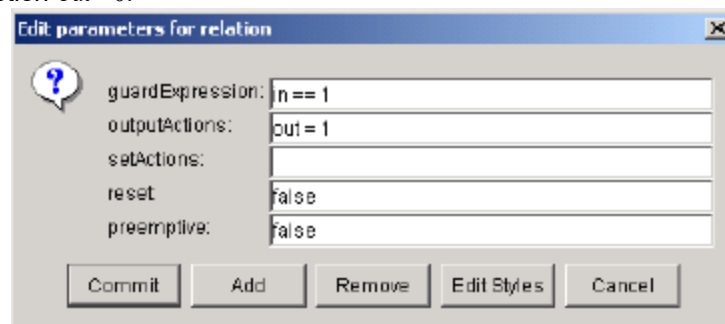 Edit parameters for relation
guardExpression: in == 1
outputActions: out = 1
setActions:
reset: false
preemptive: false
Commit Add Remove Edit Styles Cancel